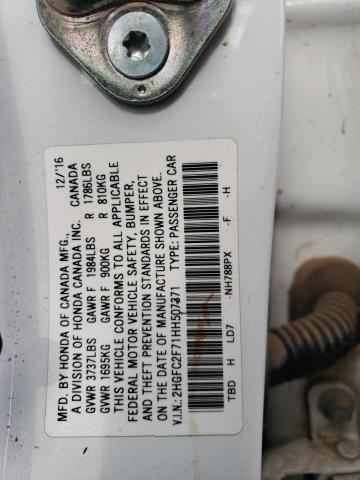 MFD. BY HONDA OF CANADA MFG., 12/'16
A DIVISION OF HONDA CANADA INC. CANADA
GVWR 3737LBS GAWR F 1984LBS R 1786LBS
GVWR 1695KG GAWR F 900KG R 810KG
THIS VEHICLE CONFORMS TO ALL APPLICABLE
FEDERAL MOTOR VEHICLE SAFETY, BUMPER,
AND THEFT PREVENTION STANDARDS IN EFFECT
ON THE DATE OF MANUFACTURE SHOWN ABOVE.
V.I.N.: 2HGFC2F71HH507371 TYPE: PASSENGER CAR
TBD H LD7 -NH788PX -F -H